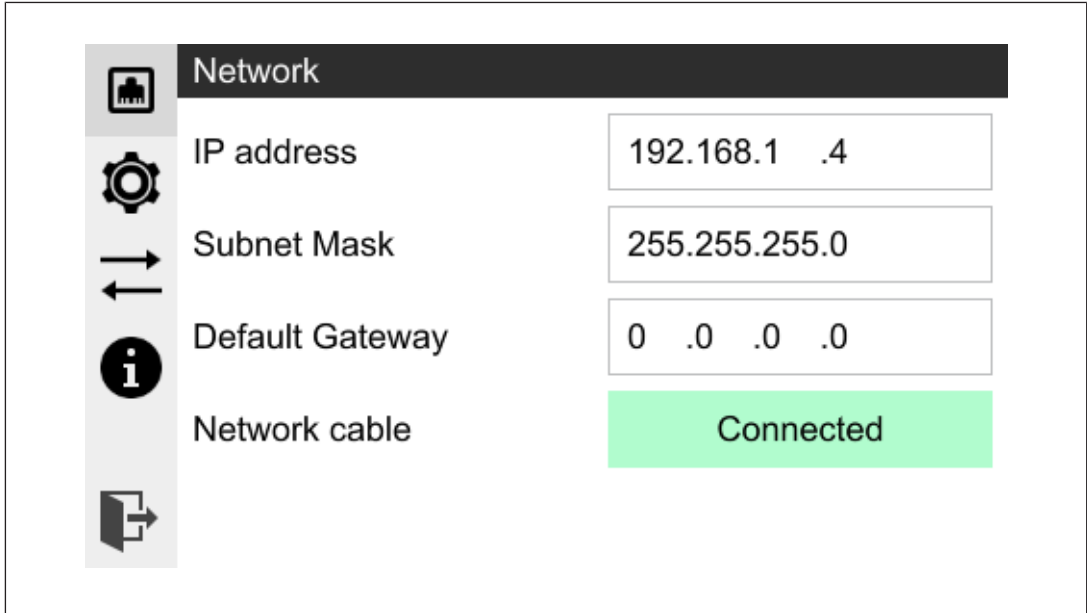 Network
IP address 192.168.1 .4
Subnet Mask 255.255.255.0
Default Gateway 0 .0 .0 .0
Network cable Connected